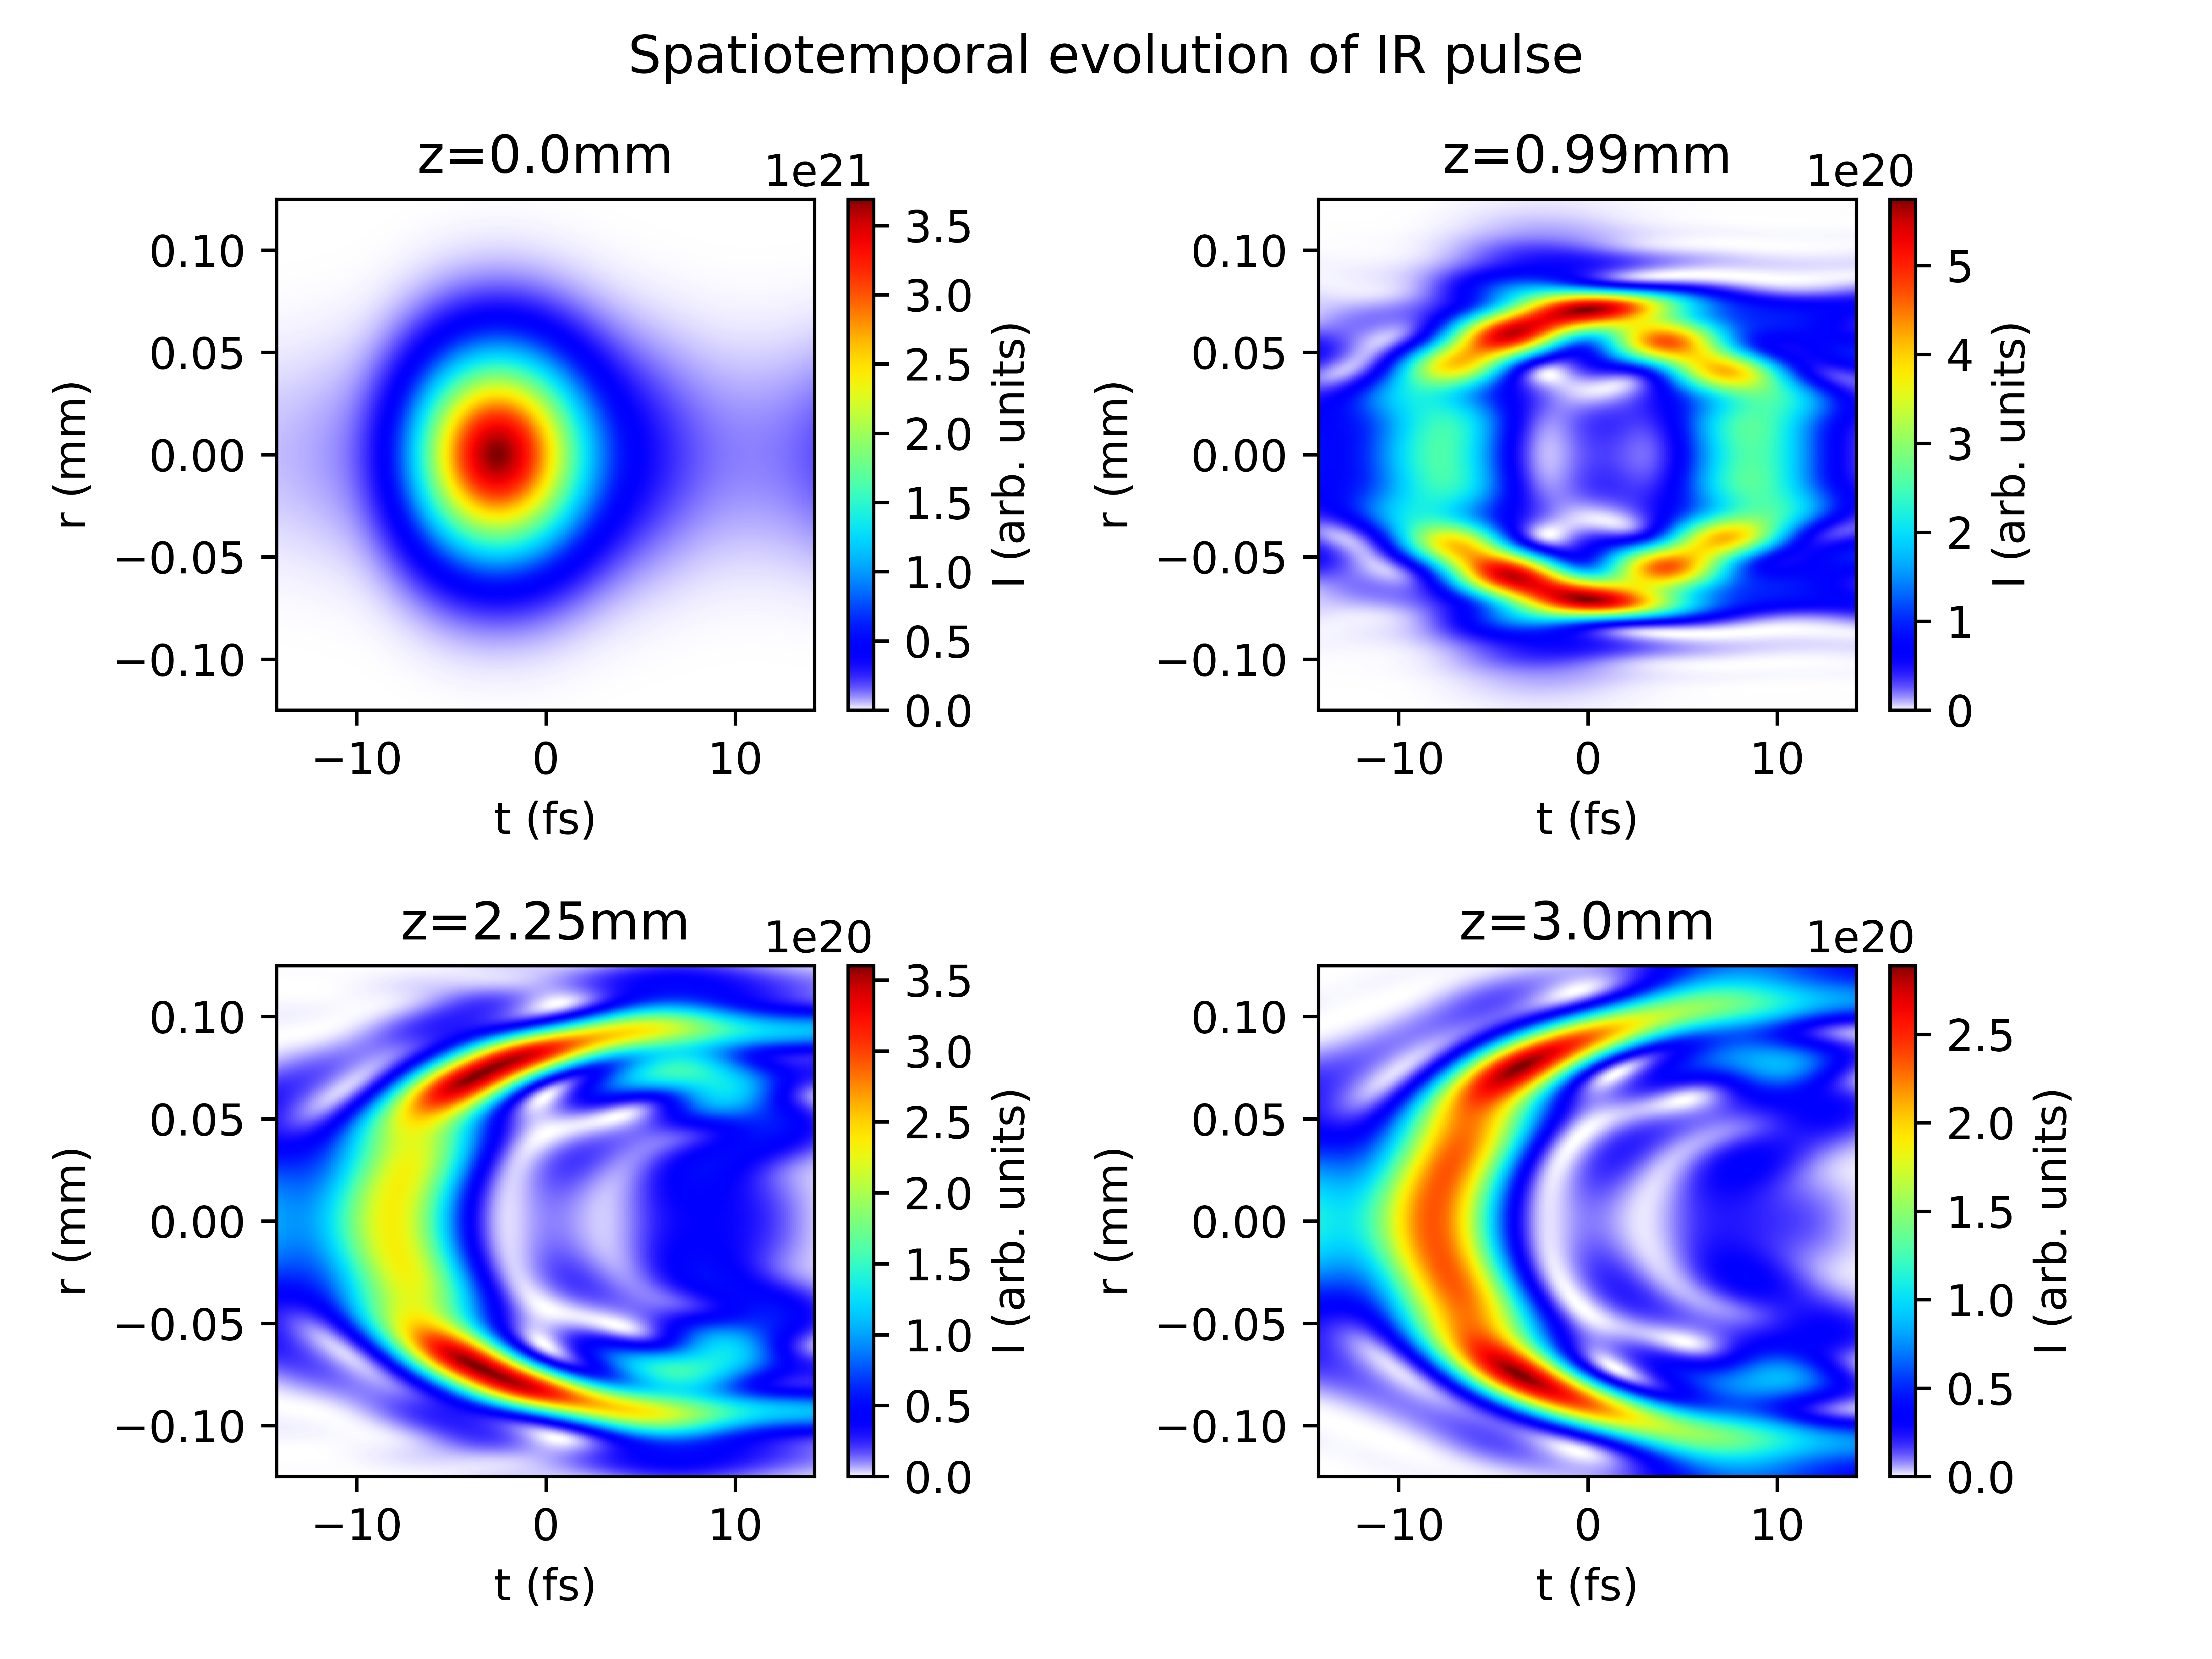 Spatiotemporal evolution of IR pulse
z=0.0mm
1e21
0.10
0.05
0.00
−0.05
−0.10
r (mm)
−10 0 10
t (fs)
3.5
3.0
2.5
2.0
1.5
1.0
0.5
0.0
I (arb. units)
z=0.99mm
1e20
0.10
0.05
0.00
−0.05
−0.10
r (mm)
−10 0 10
t (fs)
5
4
3
2
1
0
I (arb. units)
z=2.25mm
1e20
0.10
0.05
0.00
−0.05
−0.10
r (mm)
−10 0 10
t (fs)
3.5
3.0
2.5
2.0
1.5
1.0
0.5
0.0
I (arb. units)
z=3.0mm
1e20
0.10
0.05
0.00
−0.05
−0.10
r (mm)
−10 0 10
t (fs)
2.5
2.0
1.5
1.0
0.5
0.0
I (arb. units)